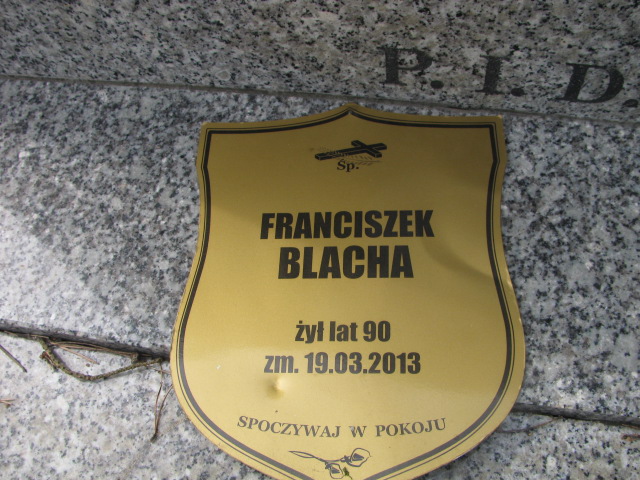 P. I. D.
Śp.
FRANCISZEK
BLACHA
żył lat 90
zm. 19.03.2013
SPOCZYWAJ W POKOJU